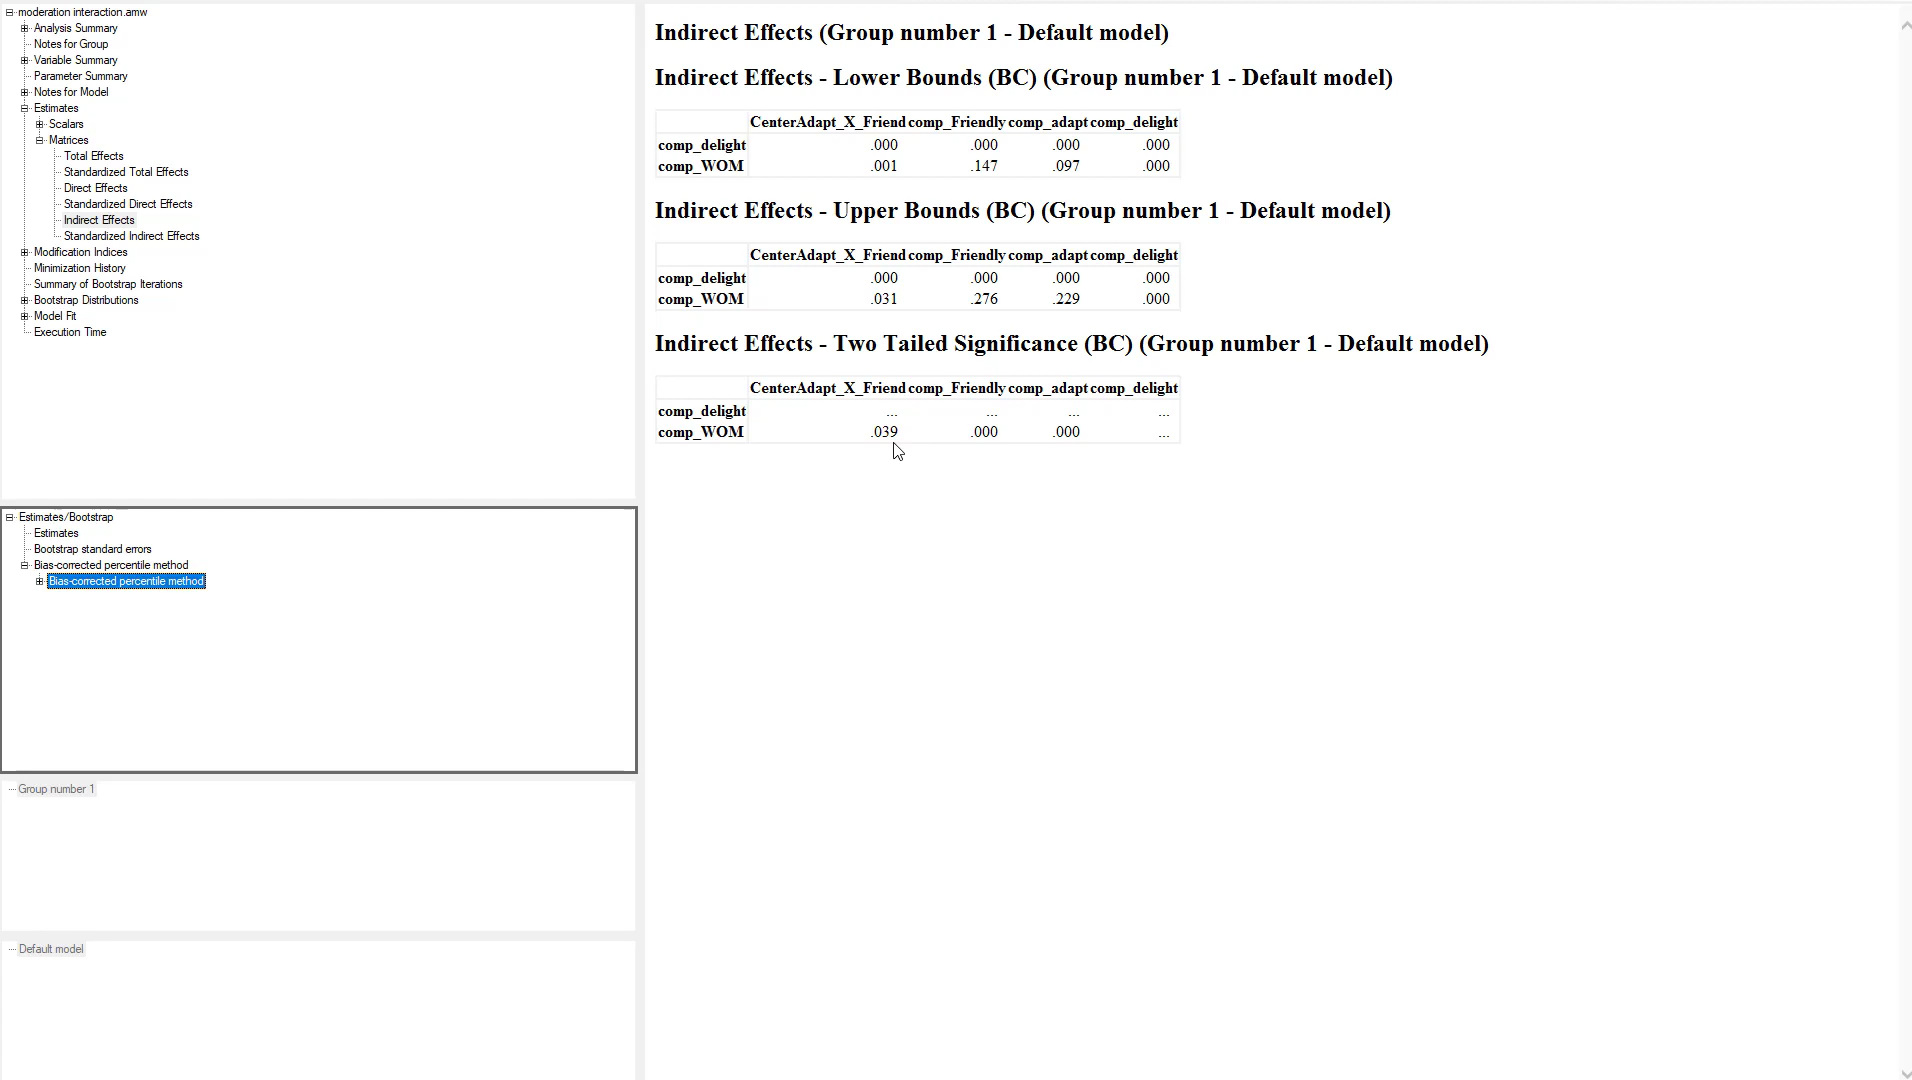 moderation interaction.amw
Analysis Summary
Notes for Group
Variable Summary
Parameter Summary
Notes for Model
Estimates
Scalars
Matrices
Total Effects
Standardized Total Effects
Direct Effects
Standardized Direct Effects
Indirect Effects
Standardized Indirect Effects
Modification Indices
Minimization History
Summary of Bootstrap Iterations
Bootstrap Distributions
Model Fit
Execution Time
Estimates/Bootstrap
Estimates
Bootstrap standard errors
Bias-corrected percentile method
Bias-corrected percentile method
Group number 1
Default model
Indirect Effects (Group number 1 - Default model)
Indirect Effects - Lower Bounds (BC) (Group number 1 - Default model)
CenterAdapt_X_Friend comp_Friendly comp_adapt comp_delight
comp_delight .000 .000 .000 .000
comp_WOM .001 .147 .097 .000
Indirect Effects - Upper Bounds (BC) (Group number 1 - Default model)
CenterAdapt_X_Friend comp_Friendly comp_adapt comp_delight
comp_delight .000 .000 .000 .000
comp_WOM .031 .276 .229 .000
Indirect Effects - Two Tailed Significance (BC) (Group number 1 - Default model)
CenterAdapt_X_Friend comp_Friendly comp_adapt comp_delight
comp_delight ... ... ... ...
comp_WOM .039 .000 .000 ...